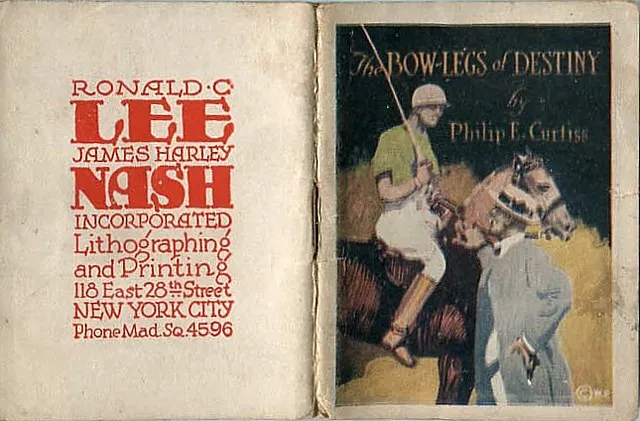 RONALD·C
LEE
JAMES HARLEY
NASH
INCORPORATED
Lithographing
and Printing
118 East 28th Street
NEW YORK CITY
Phone Mad. Sq. 4596
The BOW-LEGS of DESTINY
by
Philip E. Curtiss
©